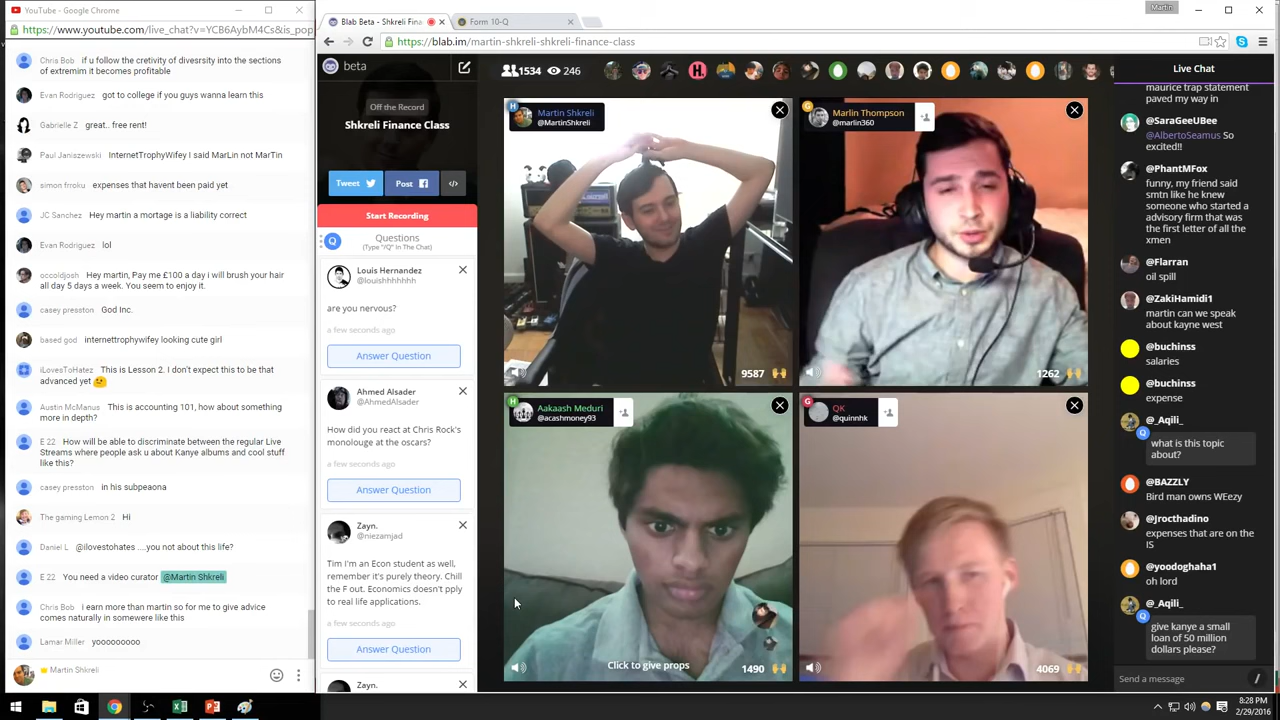 YouTube - Google Chrome
https://www.youtube.com/live_chat?v=YCB6AybM4Cs&is_pop
Chris Bob if u follow the cretivity of diversrsity into the sections
of extremim it becomes profitable
Evan Rodriguez got to college if you guys wanna learn this
Gabrielle Z great.. free rent!
Paul Janiszewski InternetTrophyWifey I said MarLin not MarTin
simon frroku expenses that havent been paid yet
JC Sanchez Hey martin a mortage is a liability correct
Evan Rodriguez lol
occoldjosh Hey martin, Pay me £100 a day i will brush your hair
all day 5 days a week. You seem to enjoy it.
casey presston God Inc.
based god internettrophywifey looking cute girl
iLovesToHatez This is Lesson 2. I don't expect this to be that
advanced yet
Austin McManus This is accounting 101, how about something
more in depth?
E 22 How will be able to discriminate between the regular Live
Streams where people ask u about Kanye albums and cool stuff
like this?
casey presston in his subpeaona
The gaming Lemon 2 Hi
Daniel L @ilovestohates ....you not about this life?
E 22 You need a video curator @Martin Shkreli
Chris Bob i earn more than martin so for me to give advice
comes naturally in somewere like this
Lamar Miller yooooooooo
Martin Shkreli
Blab Beta - Shkreli Fina
Form 10-Q
Martin
https://blab.im/martin-shkreli-shkreli-finance-class
beta
Off the Record
Shkreli Finance Class
Tweet
Post
</>
Start Recording
Q
Questions
(Type "/Q" In The Chat)
Louis Hernandez
@louishhhhhhh
are you nervous?
a few seconds ago
Answer Question
Ahmed Alsader
@AhmedAlsader
How did you react at Chris Rock's
monolouge at the oscars?
a few seconds ago
Answer Question
Zayn.
@niezamjad
Tim I'm an Econ student as well,
remember it's purely theory. Chill
the F out. Economics doesn't pply
to real life applications.
a few seconds ago
Answer Question
Zayn.
1534 246
H
H
Martin Shkreli
@MartinShkreli
9587
G
Marlin Thompson
@marlin360
1262
H
Aakaash Meduri
@acashmoney93
Click to give props
1490
G
QK
@quinnhk
4069
Live Chat
maurice trap statement
paved my way in
@SaraGeeUBee
@AlbertoSeamus So
excited!!
@PhantMFox
funny, my friend said
smtn like he knew
someone who started a
advisory firm that was
the first letter of all the
xmen
@Flarran
oil spill
@ZakiHamidi1
martin can we speak
about kayne west
@buchinss
salaries
@buchinss
expense
@_Aqili_
Q
what is this topic
about?
@BAZZLY
Bird man owns WEezy
@Jrocthadino
expenses that are on the
IS
@yoodoghaha1
oh lord
@_Aqili_
Q
give kanye a small
loan of 50 million
dollars please?
Send a message
/
8:28 PM
2/29/2016